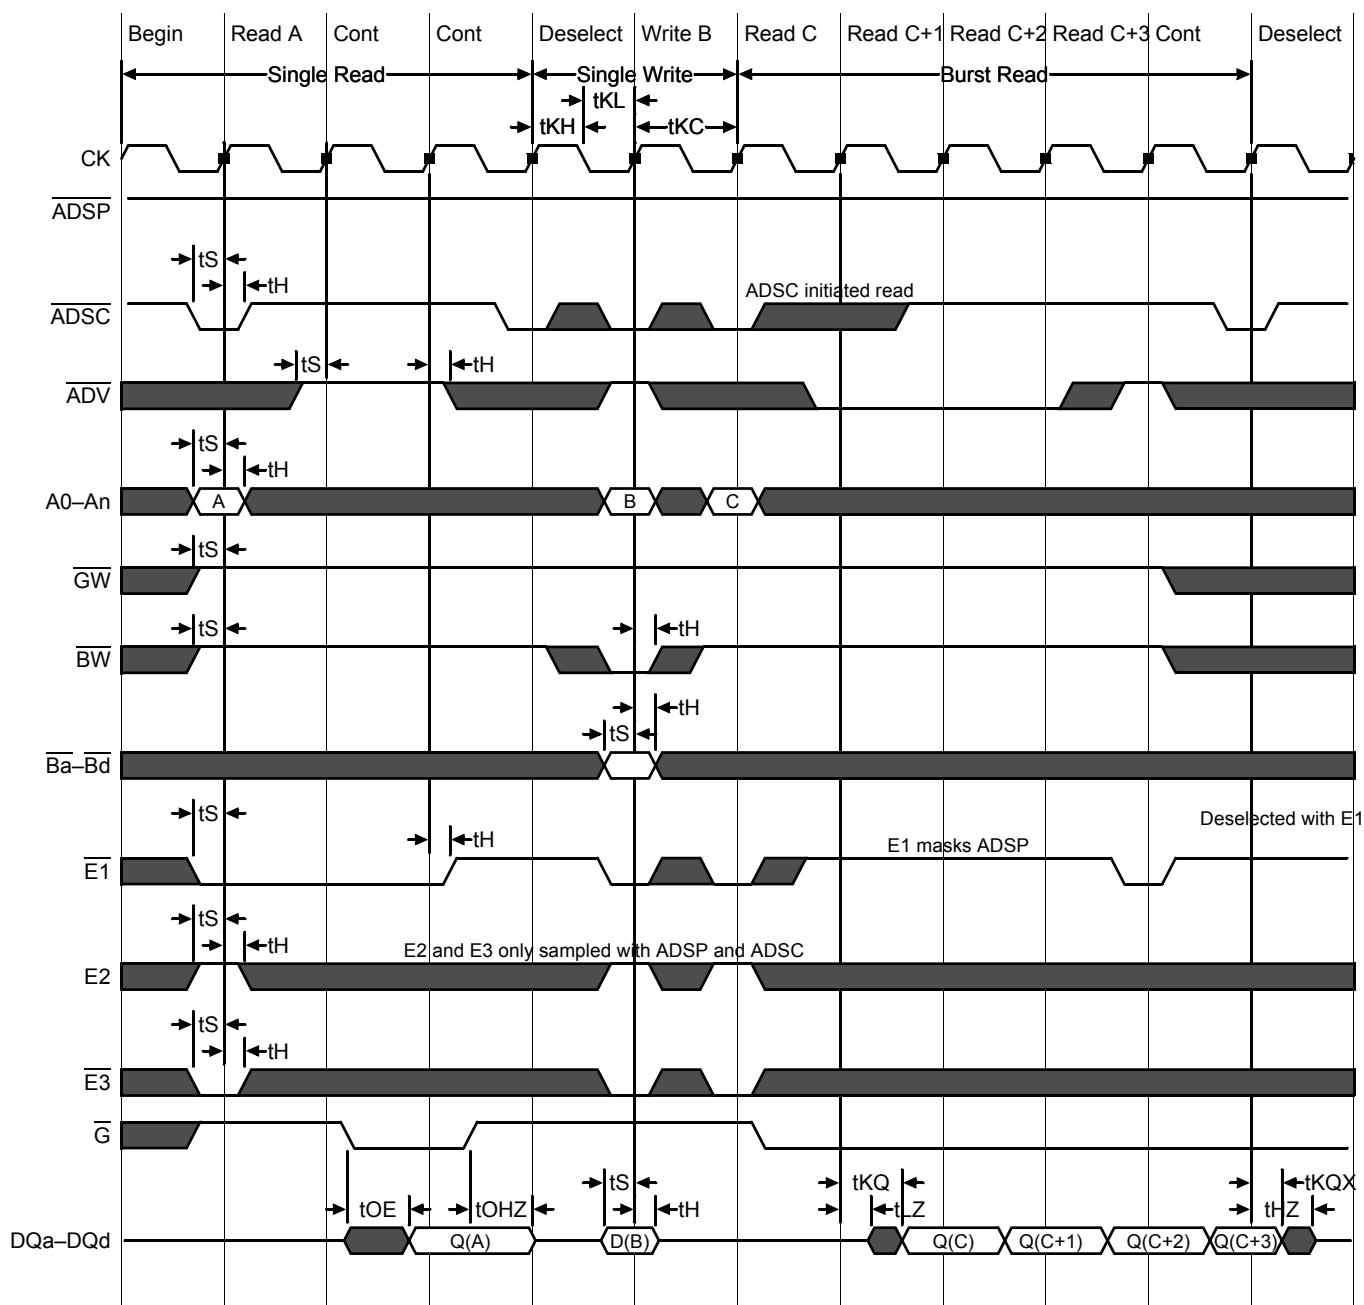 Begin Read A Cont Cont Deselect Write B Read C Read C+1 Read C+2 Read C+3 Cont Deselect
Single Read Single Write Burst Read
tKL
tKH tKC
CK
ADSP
tS
tH
ADSC initiated read
ADSC
tS tH
ADV
tS
tH
A0–An A B C
tS
GW
tS tH
BW
tH
tS
Ba–Bd
tS
Deselected with E1
tH
E1 masks ADSP
E1
tS
tH
E2 and E3 only sampled with ADSP and ADSC
E2
tS
tH
E3
G
tS tKQ tKQX
tOE tOHZ tH tLZ tHZ
DQa–DQd Q(A) D(B) Q(C) Q(C+1) Q(C+2) Q(C+3)